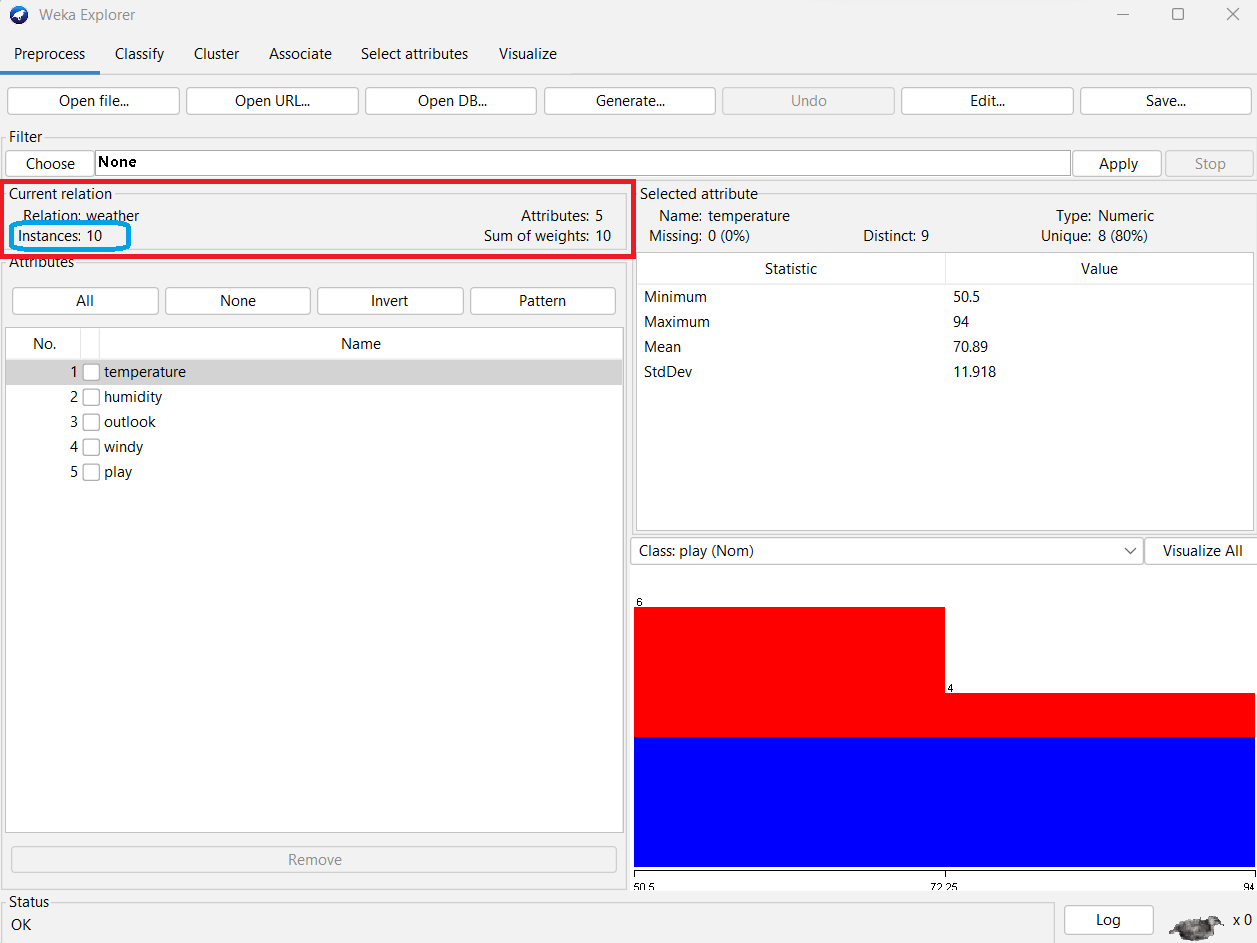 Weka Explorer
Preprocess Classify Cluster Associate Select attributes Visualize
Open file... Open URL... Open DB... Generate... Undo Edit... Save...
Filter
Choose None Apply Stop
Current relation
Relation: weather Attributes: 5
Instances: 10 Sum of weights: 10
Selected attribute
Name: temperature Type: Numeric
Missing: 0 (0%) Distinct: 9 Unique: 8 (80%)
Attributes
All None Invert Pattern
No. Name
1 temperature
2 humidity
3 outlook
4 windy
5 play
Remove
Statistic Value
Minimum 50.5
Maximum 94
Mean 70.89
StdDev 11.918
Class: play (Nom) Visualize All
6
4
50.5 72.25 94
Status
OK
Log x 0